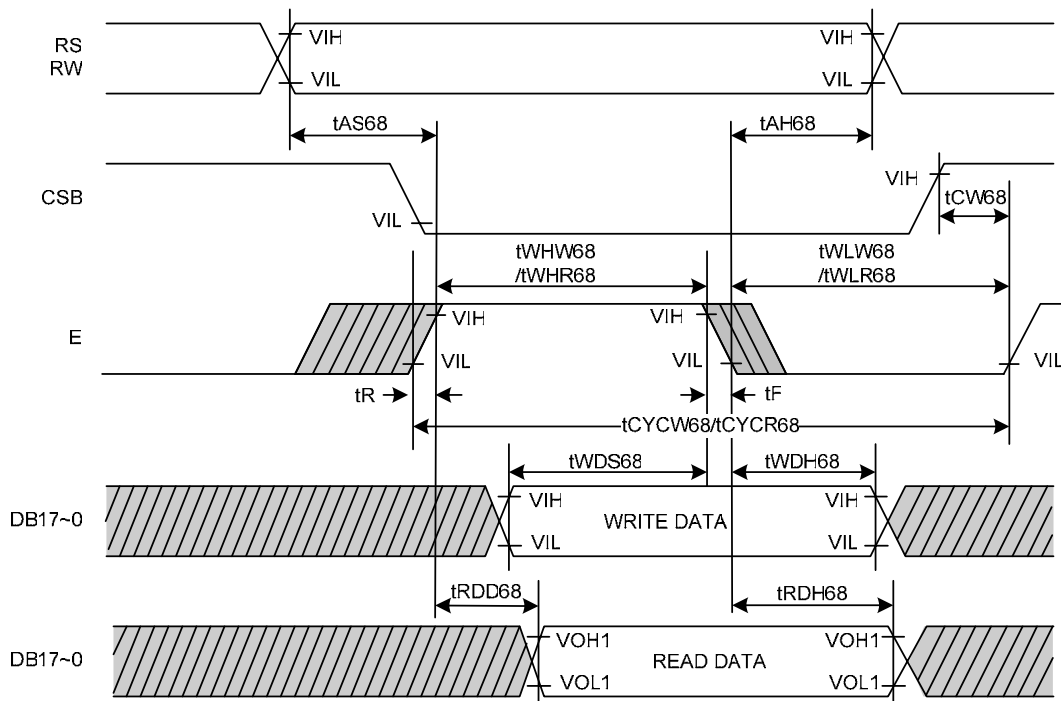 RS
RW
VIH
VIH
VIL
VIL
tAS68
tAH68
CSB
VIL
VIH
tCW68
tWHW68
/tWHR68
tWLW68
/tWLR68
E
VIH
VIH
VIL
VIL
VIL
tR
tF
tCYCW68/tCYCR68
tWDS68
tWDH68
DB17~0
VIH
VIH
WRITE DATA
VIL
VIL
tRDD68
tRDH68
DB17~0
VOH1
VOH1
READ DATA
VOL1
VOL1